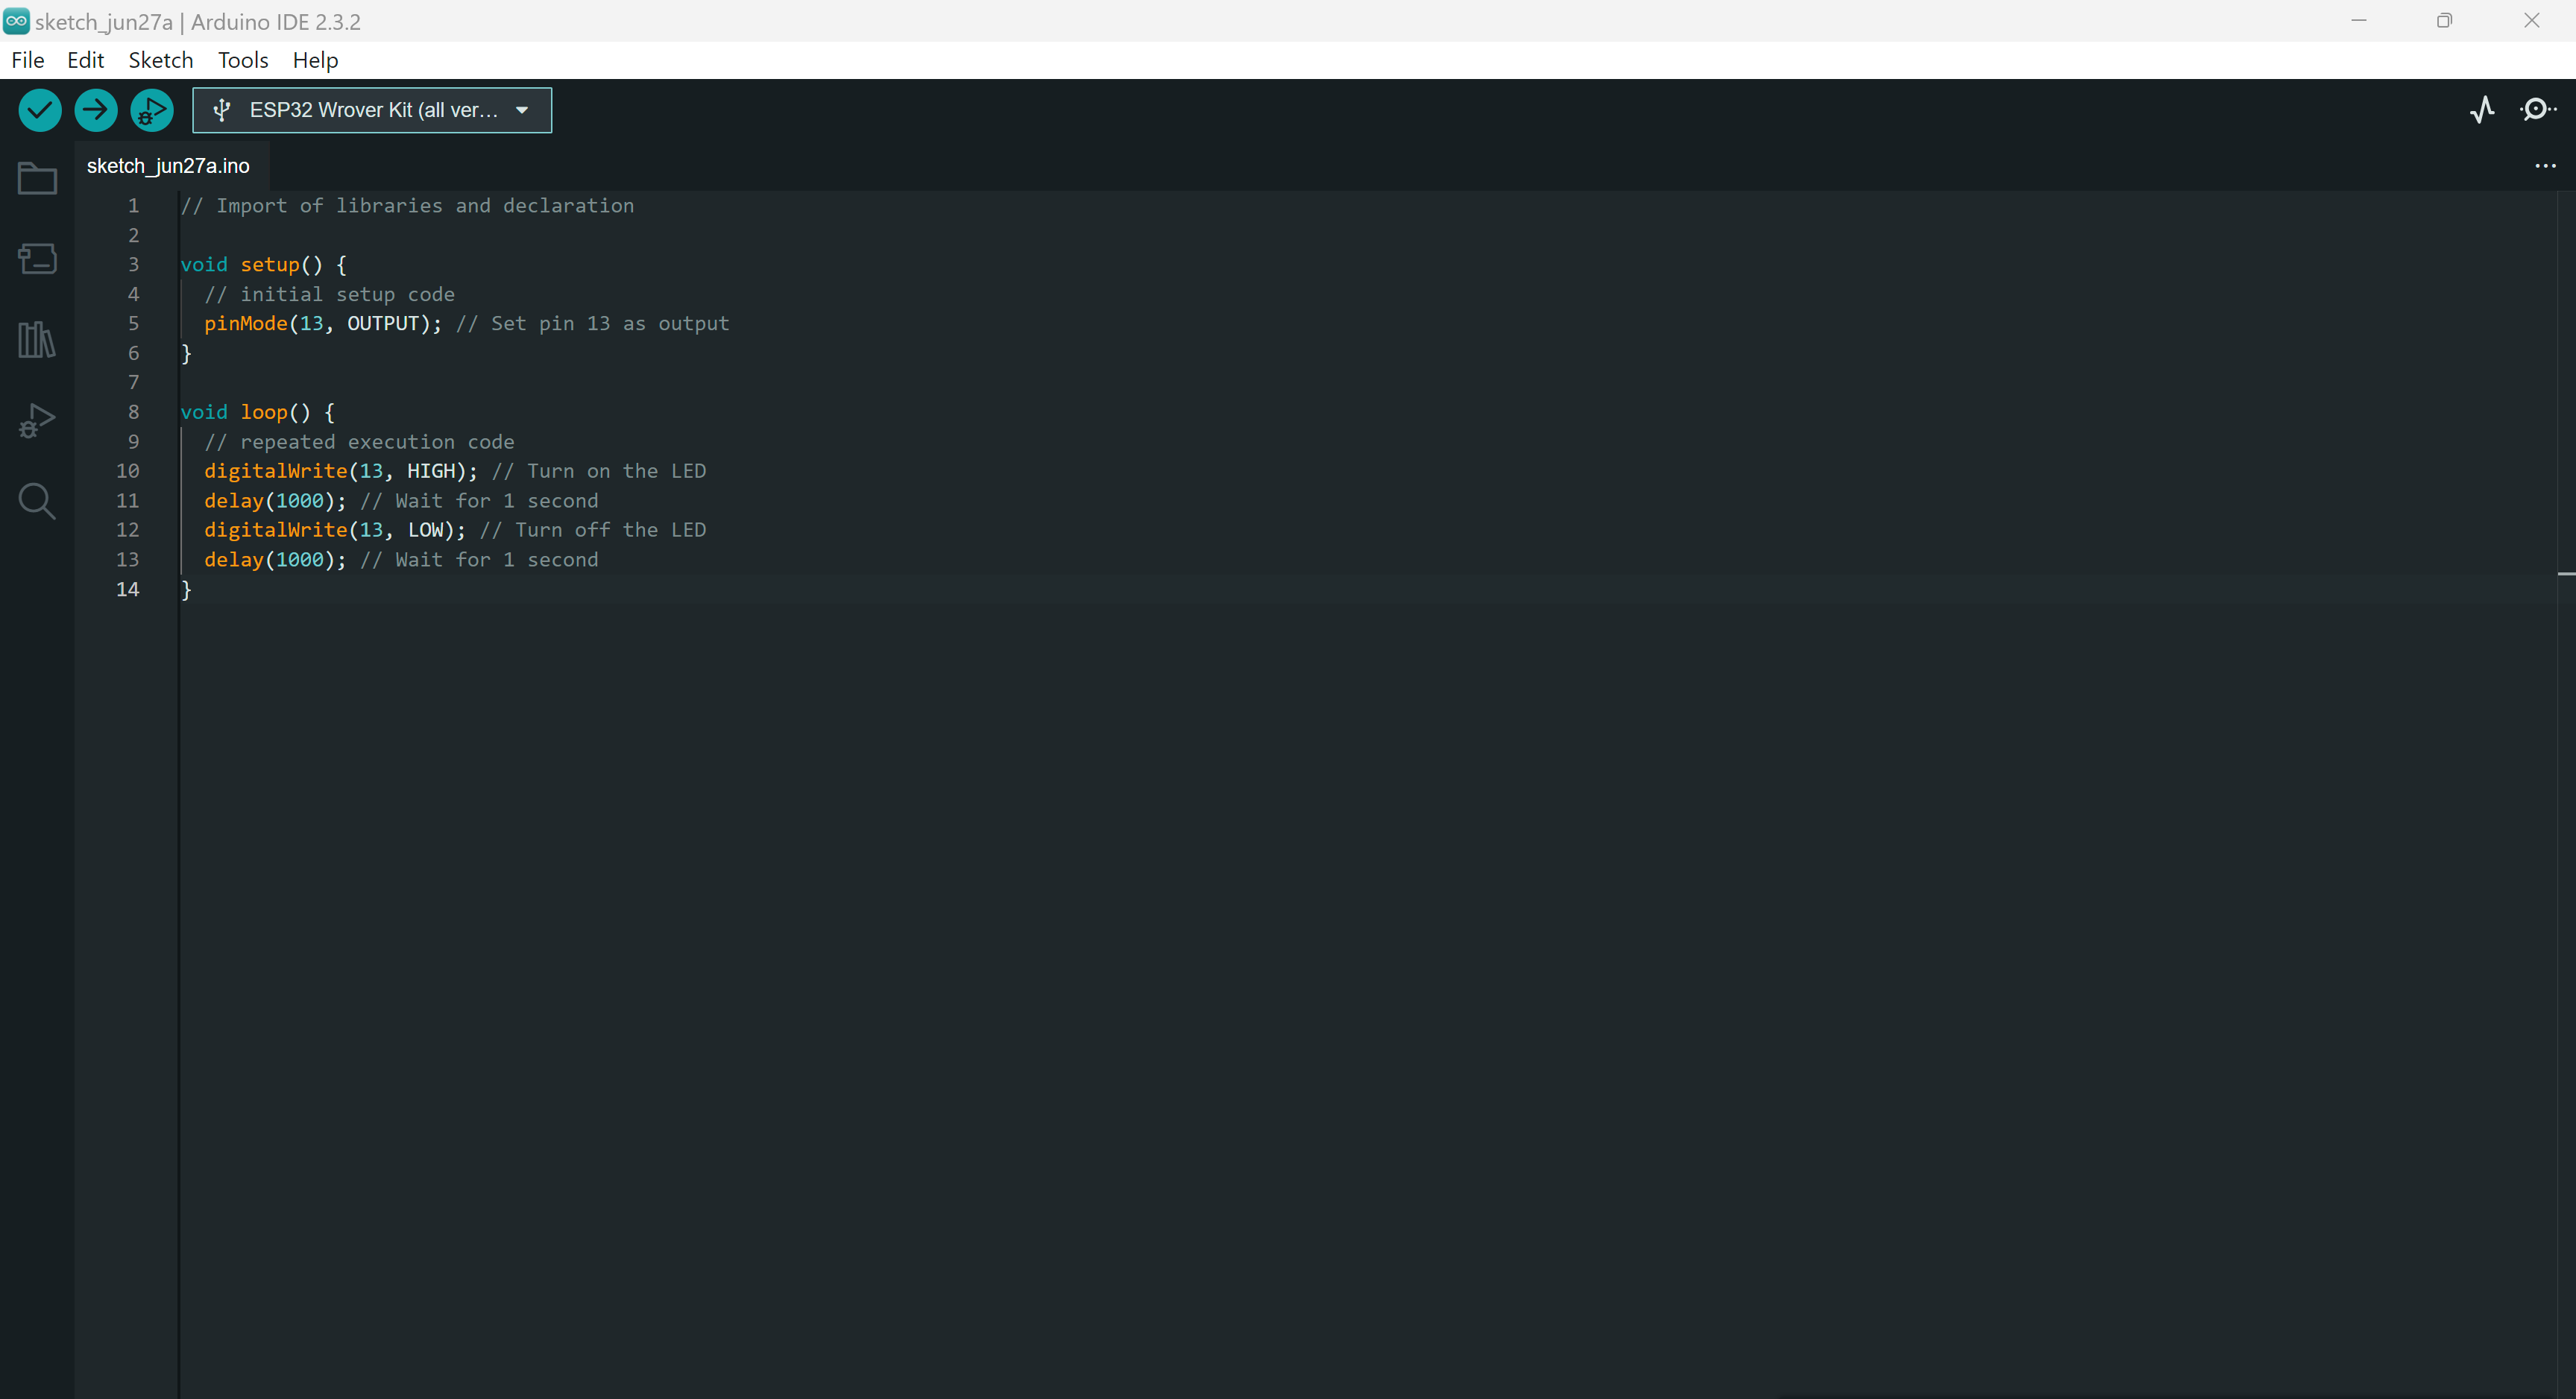 sketch_jun27a | Arduino IDE 2.3.2
File Edit Sketch Tools Help
ESP32 Wrover Kit (all ver...
sketch_jun27a.ino
1 // Import of libraries and declaration
2
3 void setup() {
4 // initial setup code
5 pinMode(13, OUTPUT); // Set pin 13 as output
6 }
7
8 void loop() {
9 // repeated execution code
10 digitalWrite(13, HIGH); // Turn on the LED
11 delay(1000); // Wait for 1 second
12 digitalWrite(13, LOW); // Turn off the LED
13 delay(1000); // Wait for 1 second
14 }